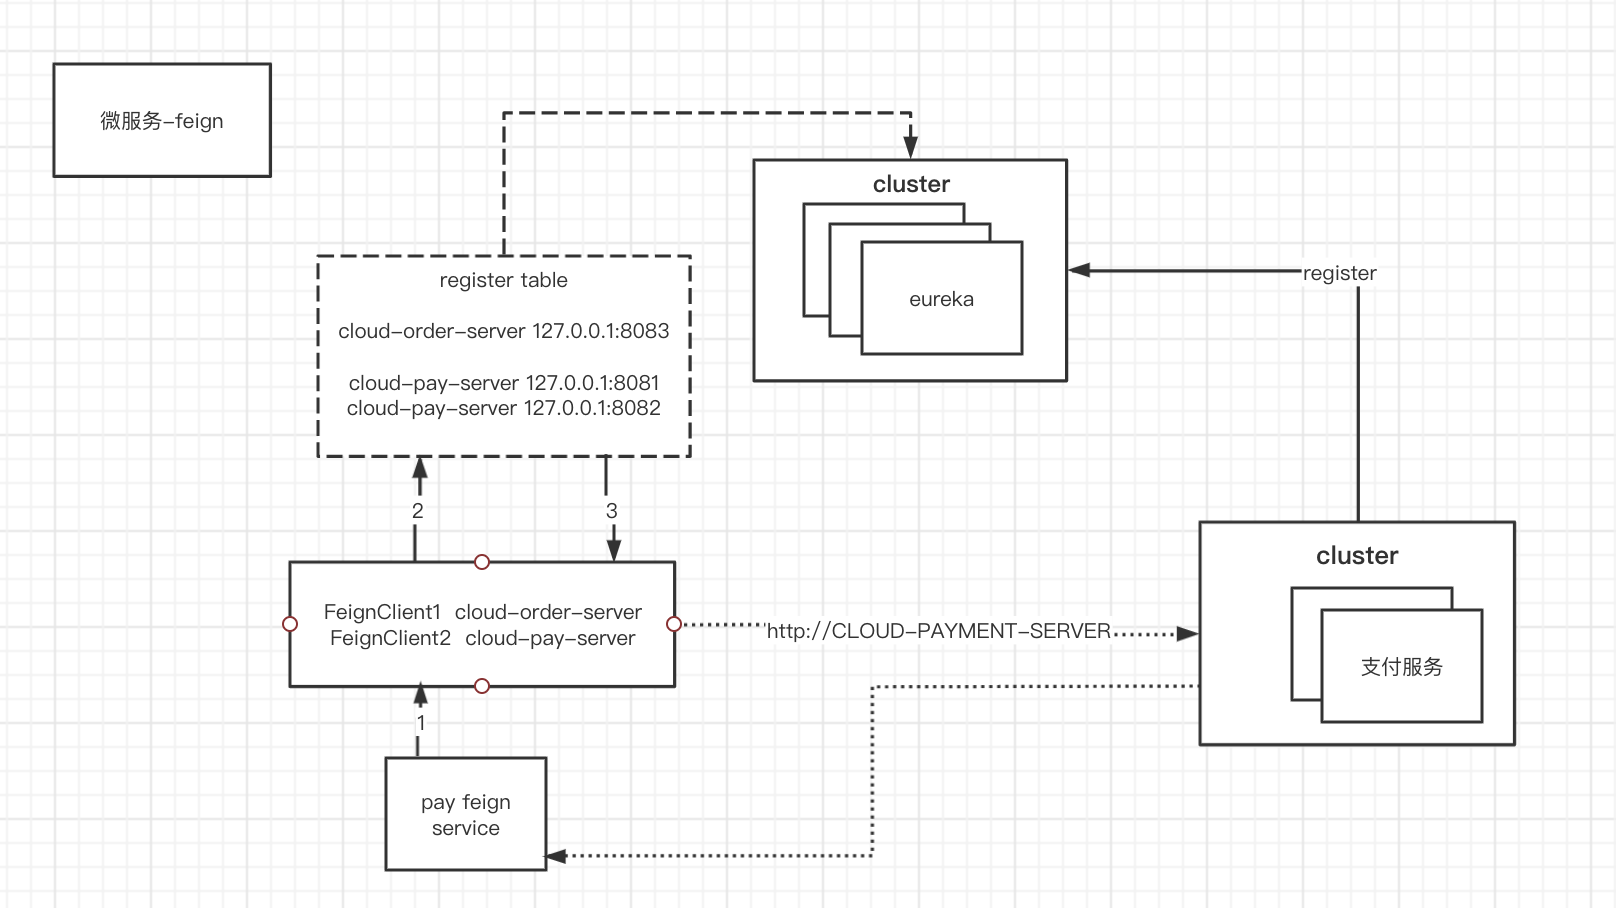 微服务-feign
cluster
eureka
register table
cloud-order-server 127.0.0.1:8083
cloud-pay-server 127.0.0.1:8081
cloud-pay-server 127.0.0.1:8082
register
2
3
cluster
支付服务
FeignClient1 cloud-order-server
FeignClient2 cloud-pay-server
http://CLOUD-PAYMENT-SERVER
1
pay feign
service